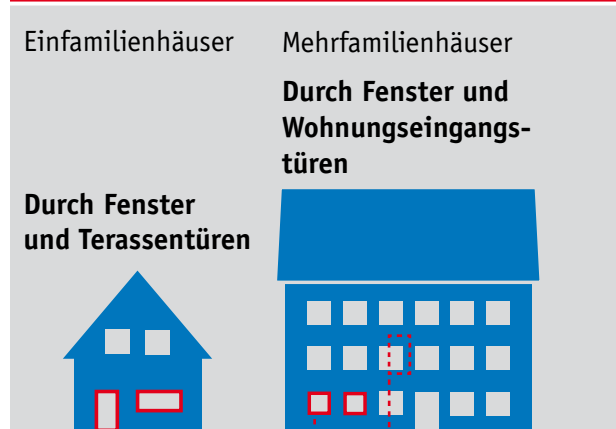 Einfamilienhäuser
Mehrfamilienhäuser
Durch Fenster und
Wohnungseingangs-
türen
Durch Fenster
und Terassentüren